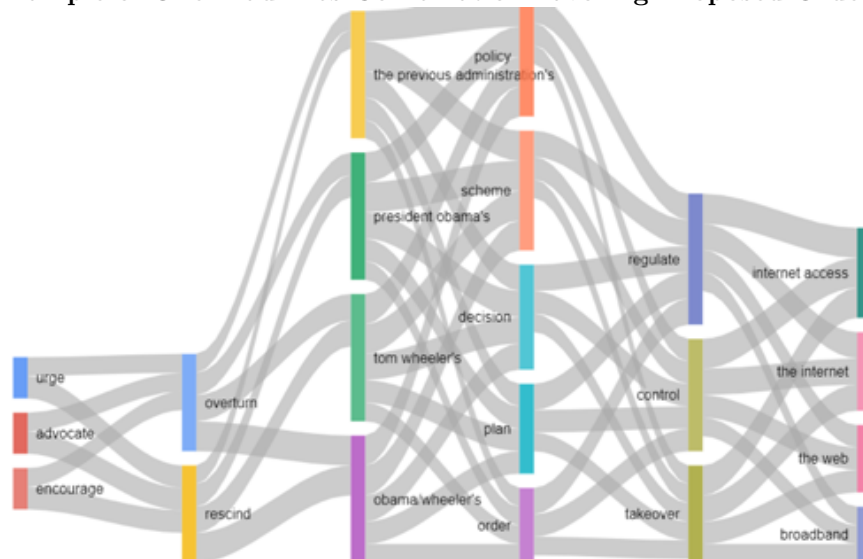 policy
the previous administration's
scheme
president obama's
regulate
internet access
decision
tom wheeler's
the internet
urge
control
overturn
plan
advocate
the web
encourage
obama/wheeler's
rescind
order
takeover
broadband